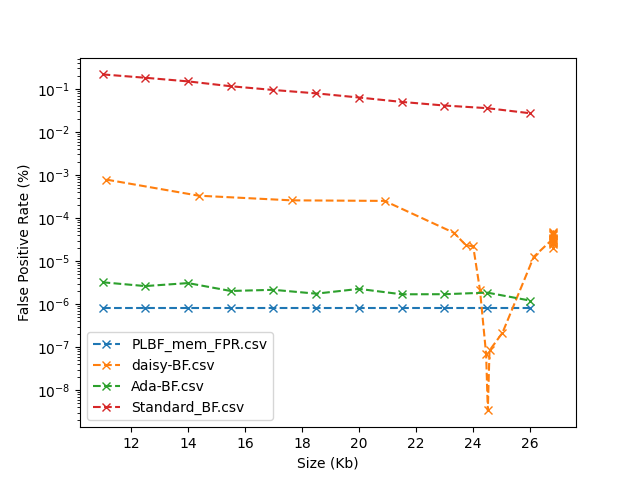 10⁻¹
10⁻²
10⁻³
10⁻⁴
10⁻⁵
10⁻⁶
10⁻⁷
10⁻⁸
False Positive Rate (%)
PLBF_mem_FPR.csv
daisy-BF.csv
Ada-BF.csv
Standard_BF.csv
12 14 16 18 20 22 24 26
Size (Kb)